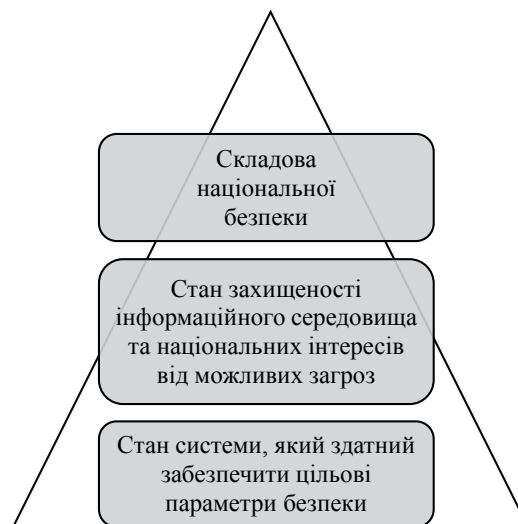 Складова
національної
безпеки
Стан захищеності
інформаційного середовища
та національних інтересів
від можливих загроз
Стан системи, який здатний
забезпечити цільові
параметри безпеки